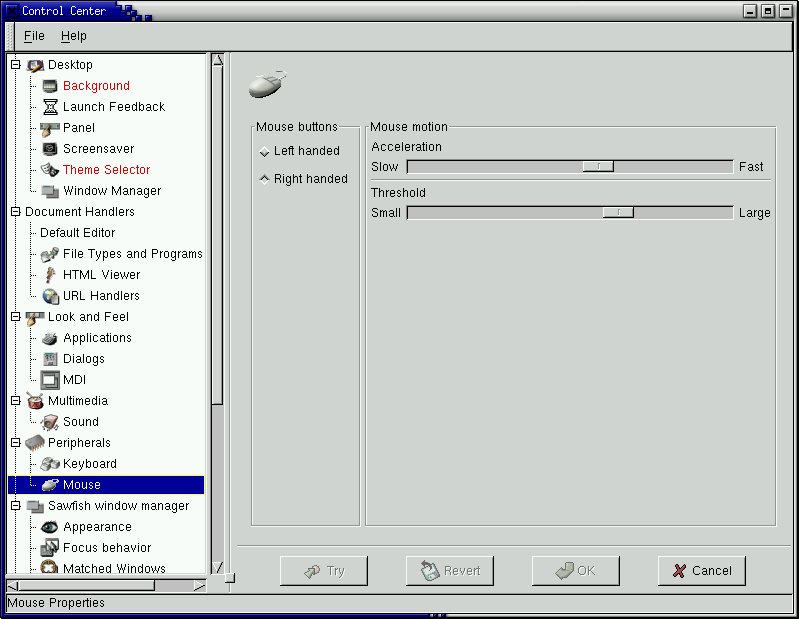 Control Center
File Help
Desktop
Background
Launch Feedback
Panel
Screensaver
Theme Selector
Window Manager
Document Handlers
Default Editor
File Types and Programs
HTML Viewer
URL Handlers
Look and Feel
Applications
Dialogs
MDI
Multimedia
Sound
Peripherals
Keyboard
Mouse
Sawfish window manager
Appearance
Focus behavior
Matched Windows
Mouse buttons
Left handed
Right handed
Mouse motion
Acceleration
Slow Fast
Threshold
Small Large
Try Revert OK Cancel
Mouse Properties